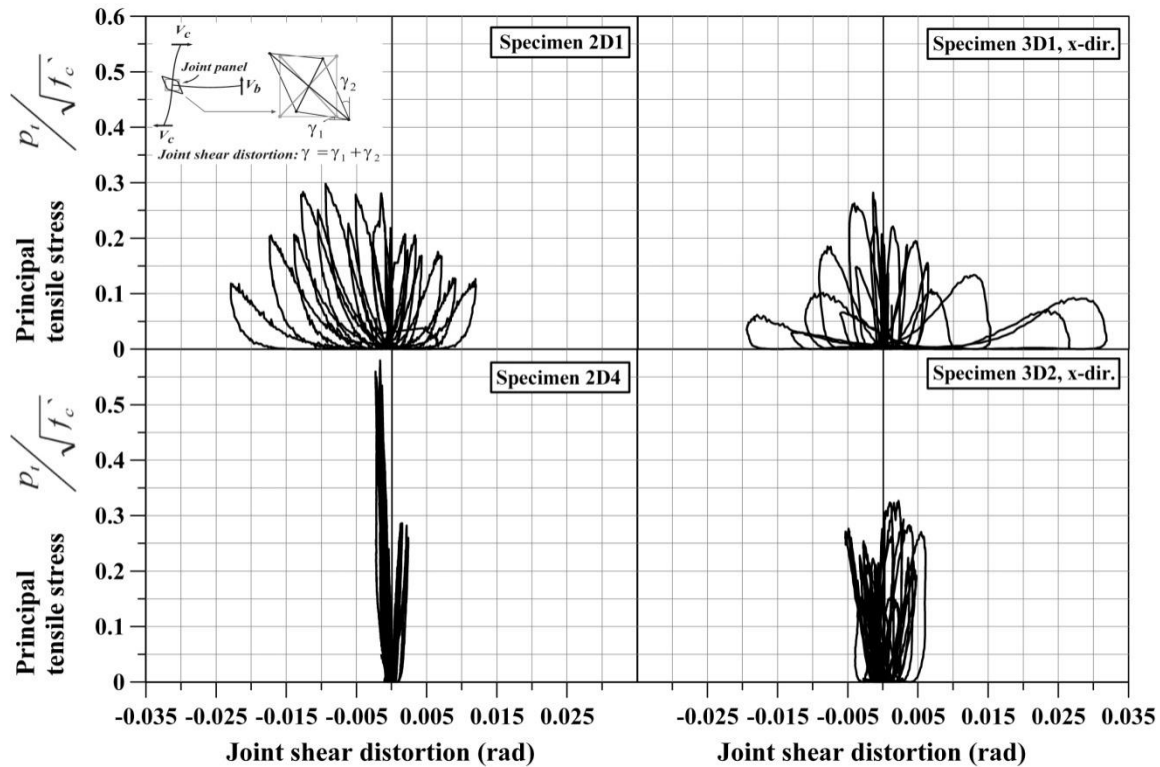 0.6
0.5
0.4
0.3
0.2
0.1
0
Principal
tensile stress
V_c
Joint panel
V_b
V_c
γ_2
γ_1
Joint shear distortion: γ = γ_1 + γ_2
Specimen 2D1
Specimen 3D1, x-dir.
0.5
0.4
0.3
0.2
0.1
0
Principal
tensile stress
Specimen 2D4
Specimen 3D2, x-dir.
-0.035 -0.025 -0.015 -0.005 0.005 0.015 0.025
-0.025 -0.015 -0.005 0.005 0.015 0.025 0.035
Joint shear distortion (rad)
Joint shear distortion (rad)